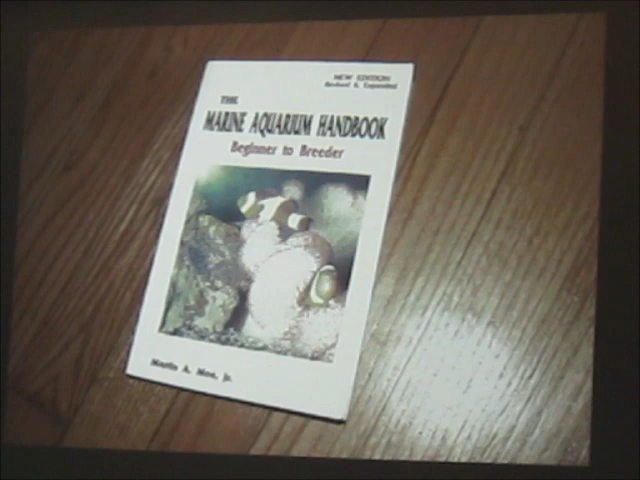 NEW EDITION
Revised & Expanded
THE
MARINE AQUARIUM HANDBOOK
Beginner to Breeder
Martin A. Moe, Jr.